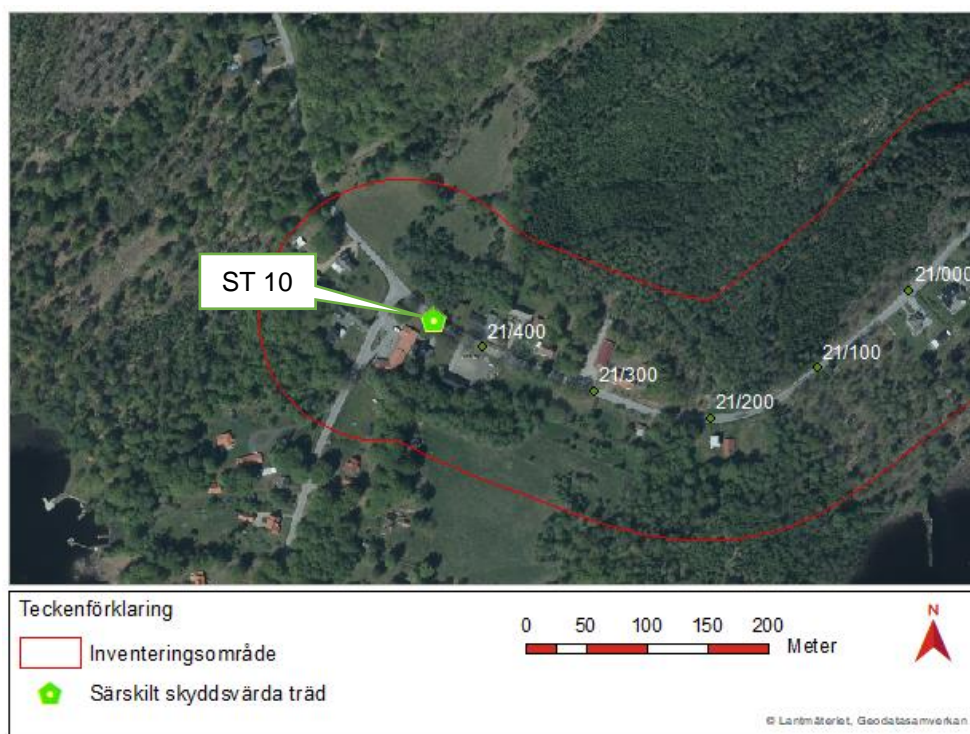 21/000
ST 10
21/400
21/100
21/300
21/200
Teckenförklaring
Inventeringsområde
Särskilt skyddsvärda träd
0 50 100 150 200
Meter
N
© Lantmäteriet, Geodatasamverkan